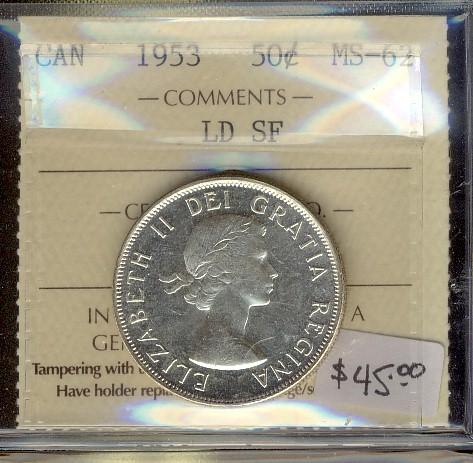 CAN 1953 50¢ MS-62
— COMMENTS —
LD SF
ELIZABETH II DEI GRATIA REGINA
IN A
Tampering with
Have holder
$45.00